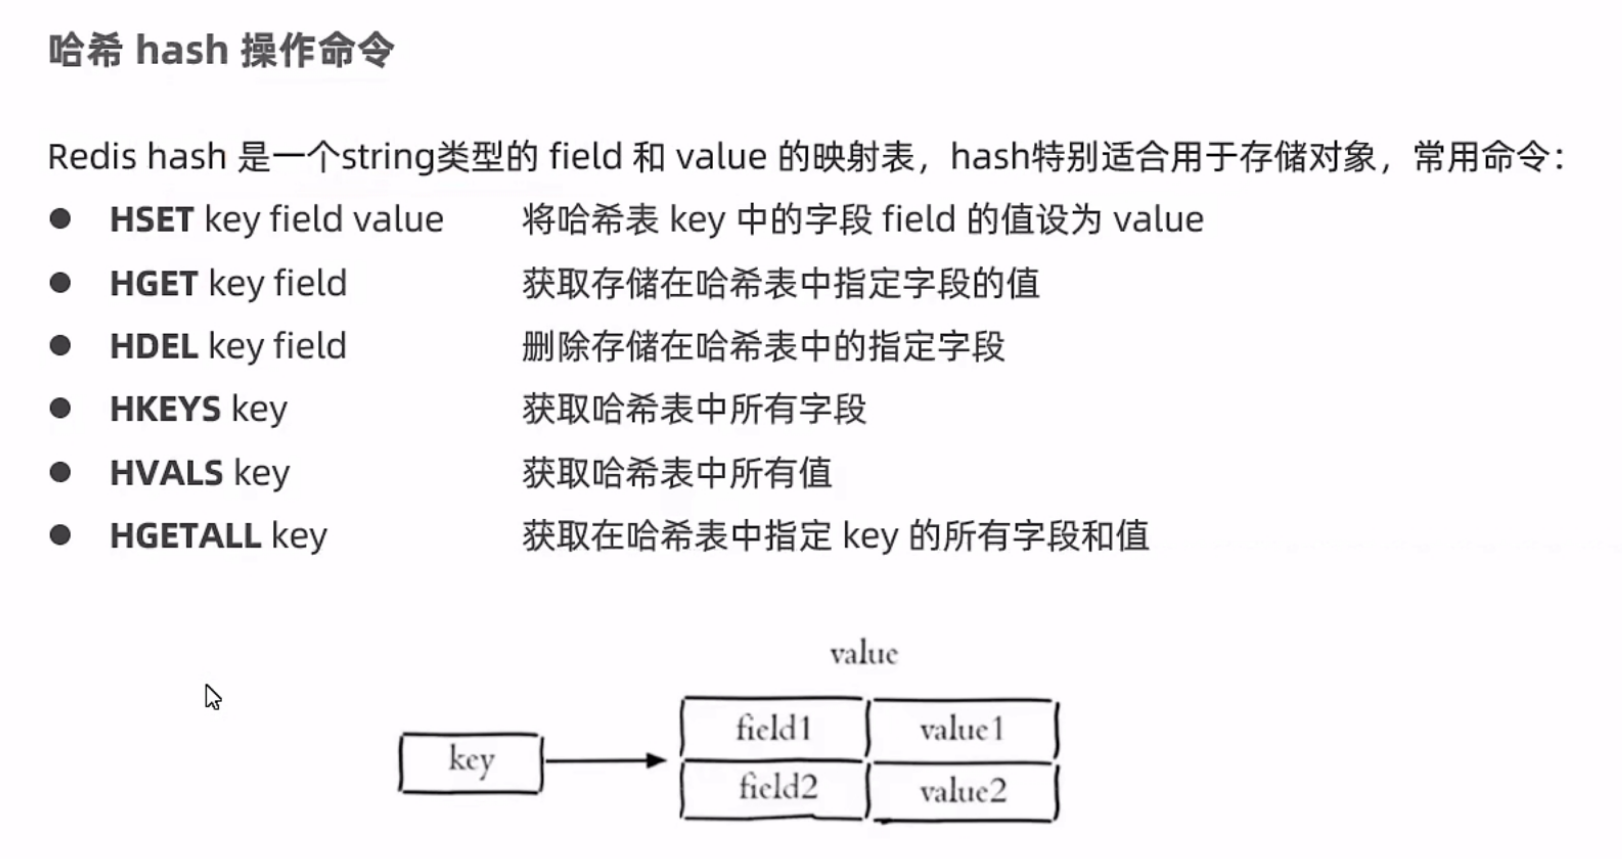 哈希 hash 操作命令
Redis hash 是一个string类型的 field 和 value 的映射表，hash特别适合用于存储对象，常用命令：
● HSET key field value 将哈希表 key 中的字段 field 的值设为 value
● HGET key field 获取存储在哈希表中指定字段的值
● HDEL key field 删除存储在哈希表中的指定字段
● HKEYS key 获取哈希表中所有字段
● HVALS key 获取哈希表中所有值
● HGETALL key 获取在哈希表中指定 key 的所有字段和值
value
field1 value1
key
field2 value2